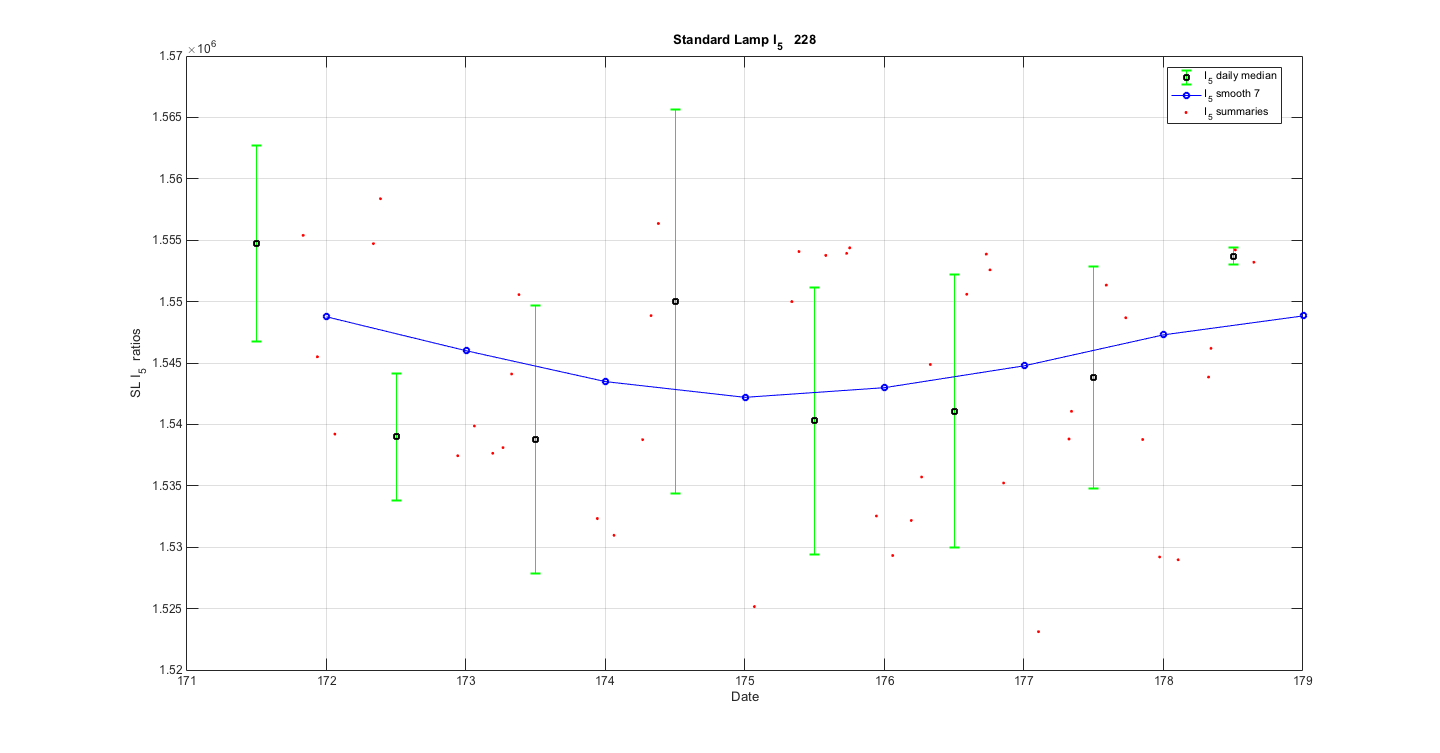 Standard Lamp I5 228
×10^6
1.57
1.565
1.56
1.555
1.55
1.545
1.54
1.535
1.53
1.525
1.52
SL I5 ratios
171 172 173 174 175 176 177 178 179
Date
I5 daily median
I5 smooth 7
I5 summaries